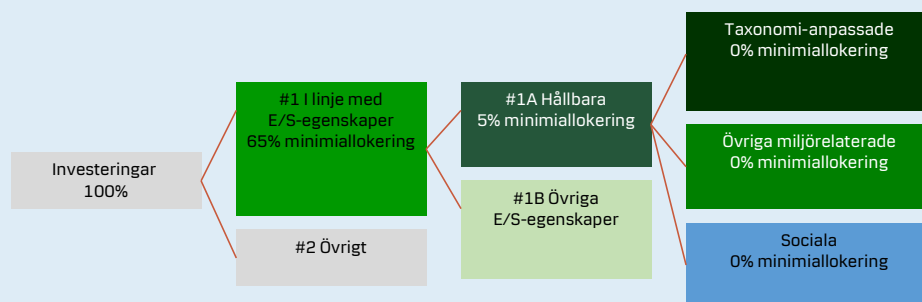 Investeringar
100%
#1 I linje med
E/S-egenskaper
65% minimiallokering
#2 Övrigt
#1A Hållbara
5% minimiallokering
#1B Övriga
E/S-egenskaper
Taxonomi-anpassade
0% minimiallokering
Övriga miljörelaterade
0% minimiallokering
Sociala
0% minimiallokering